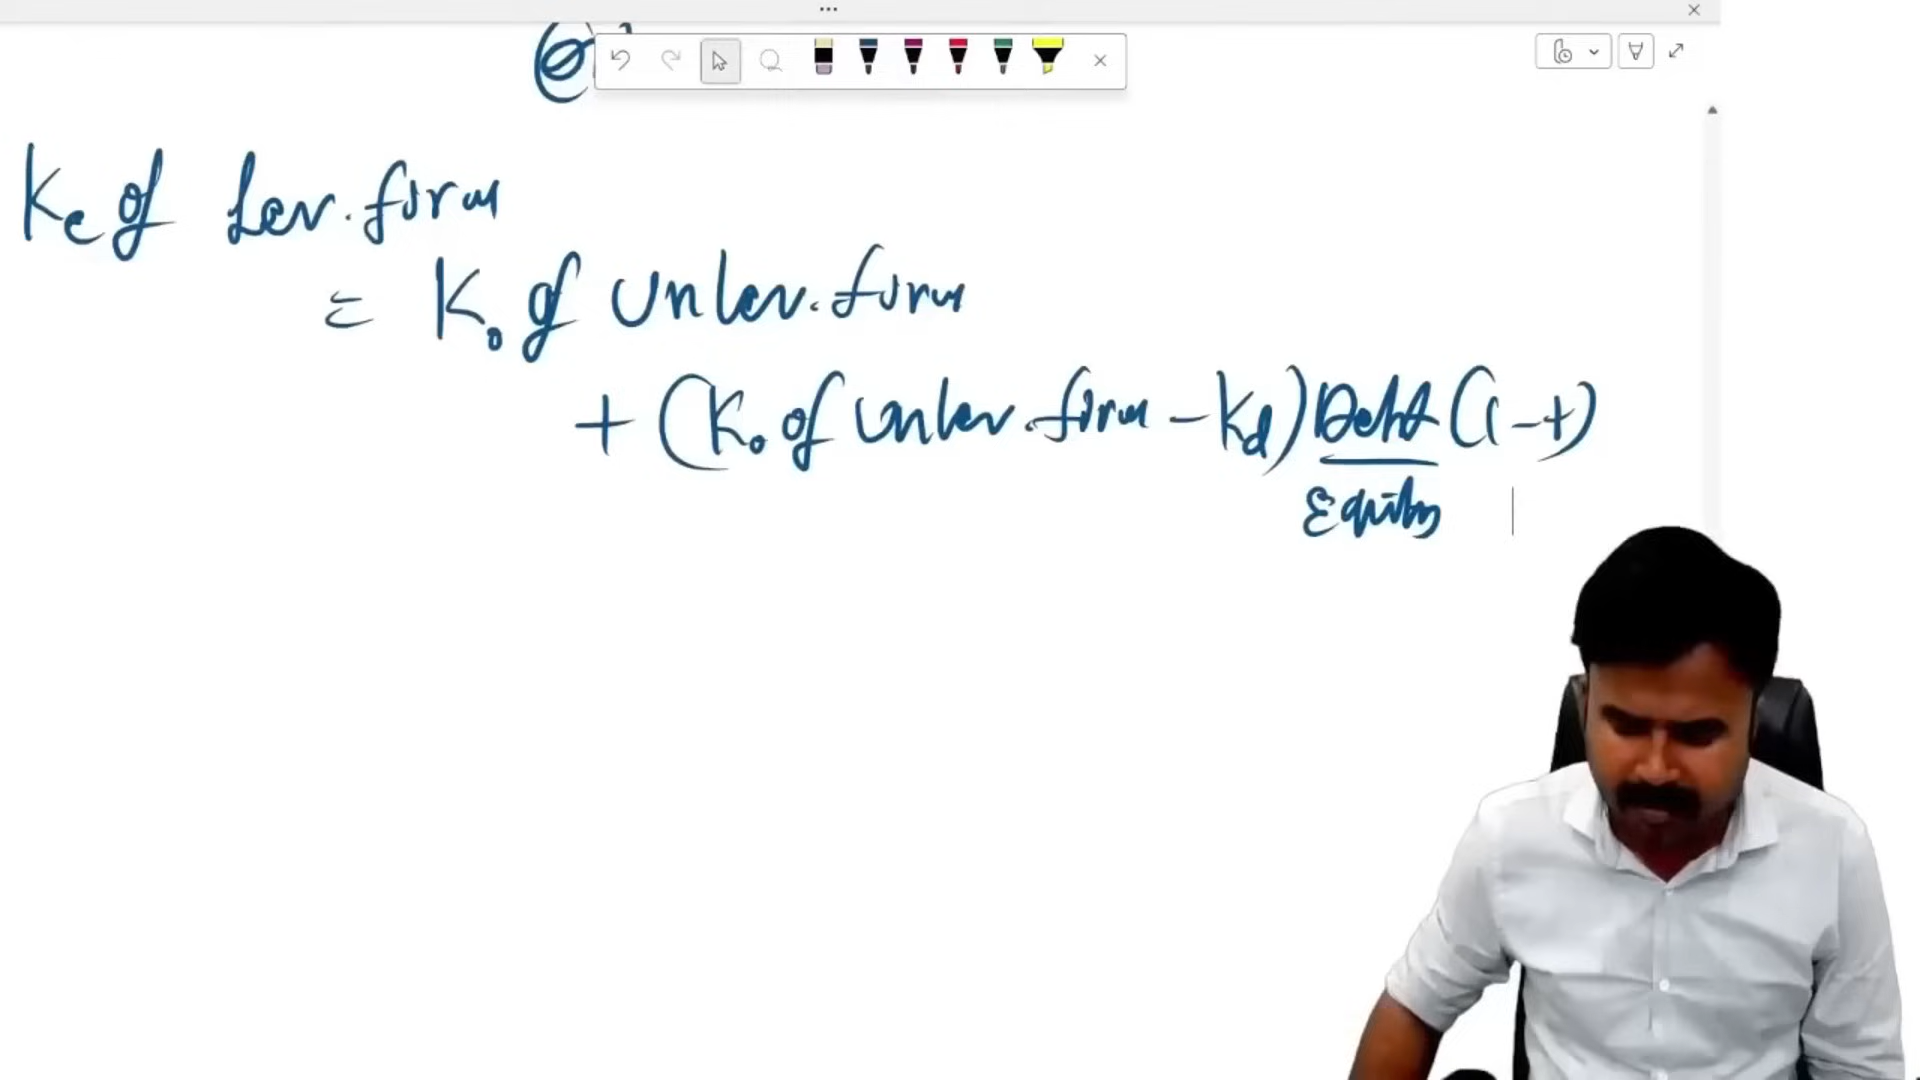 Ke of Lev. firm
= Ko of Unlev. firm
+ (Ko of unlev. firm - Kd) Debt (1-t)
Equity